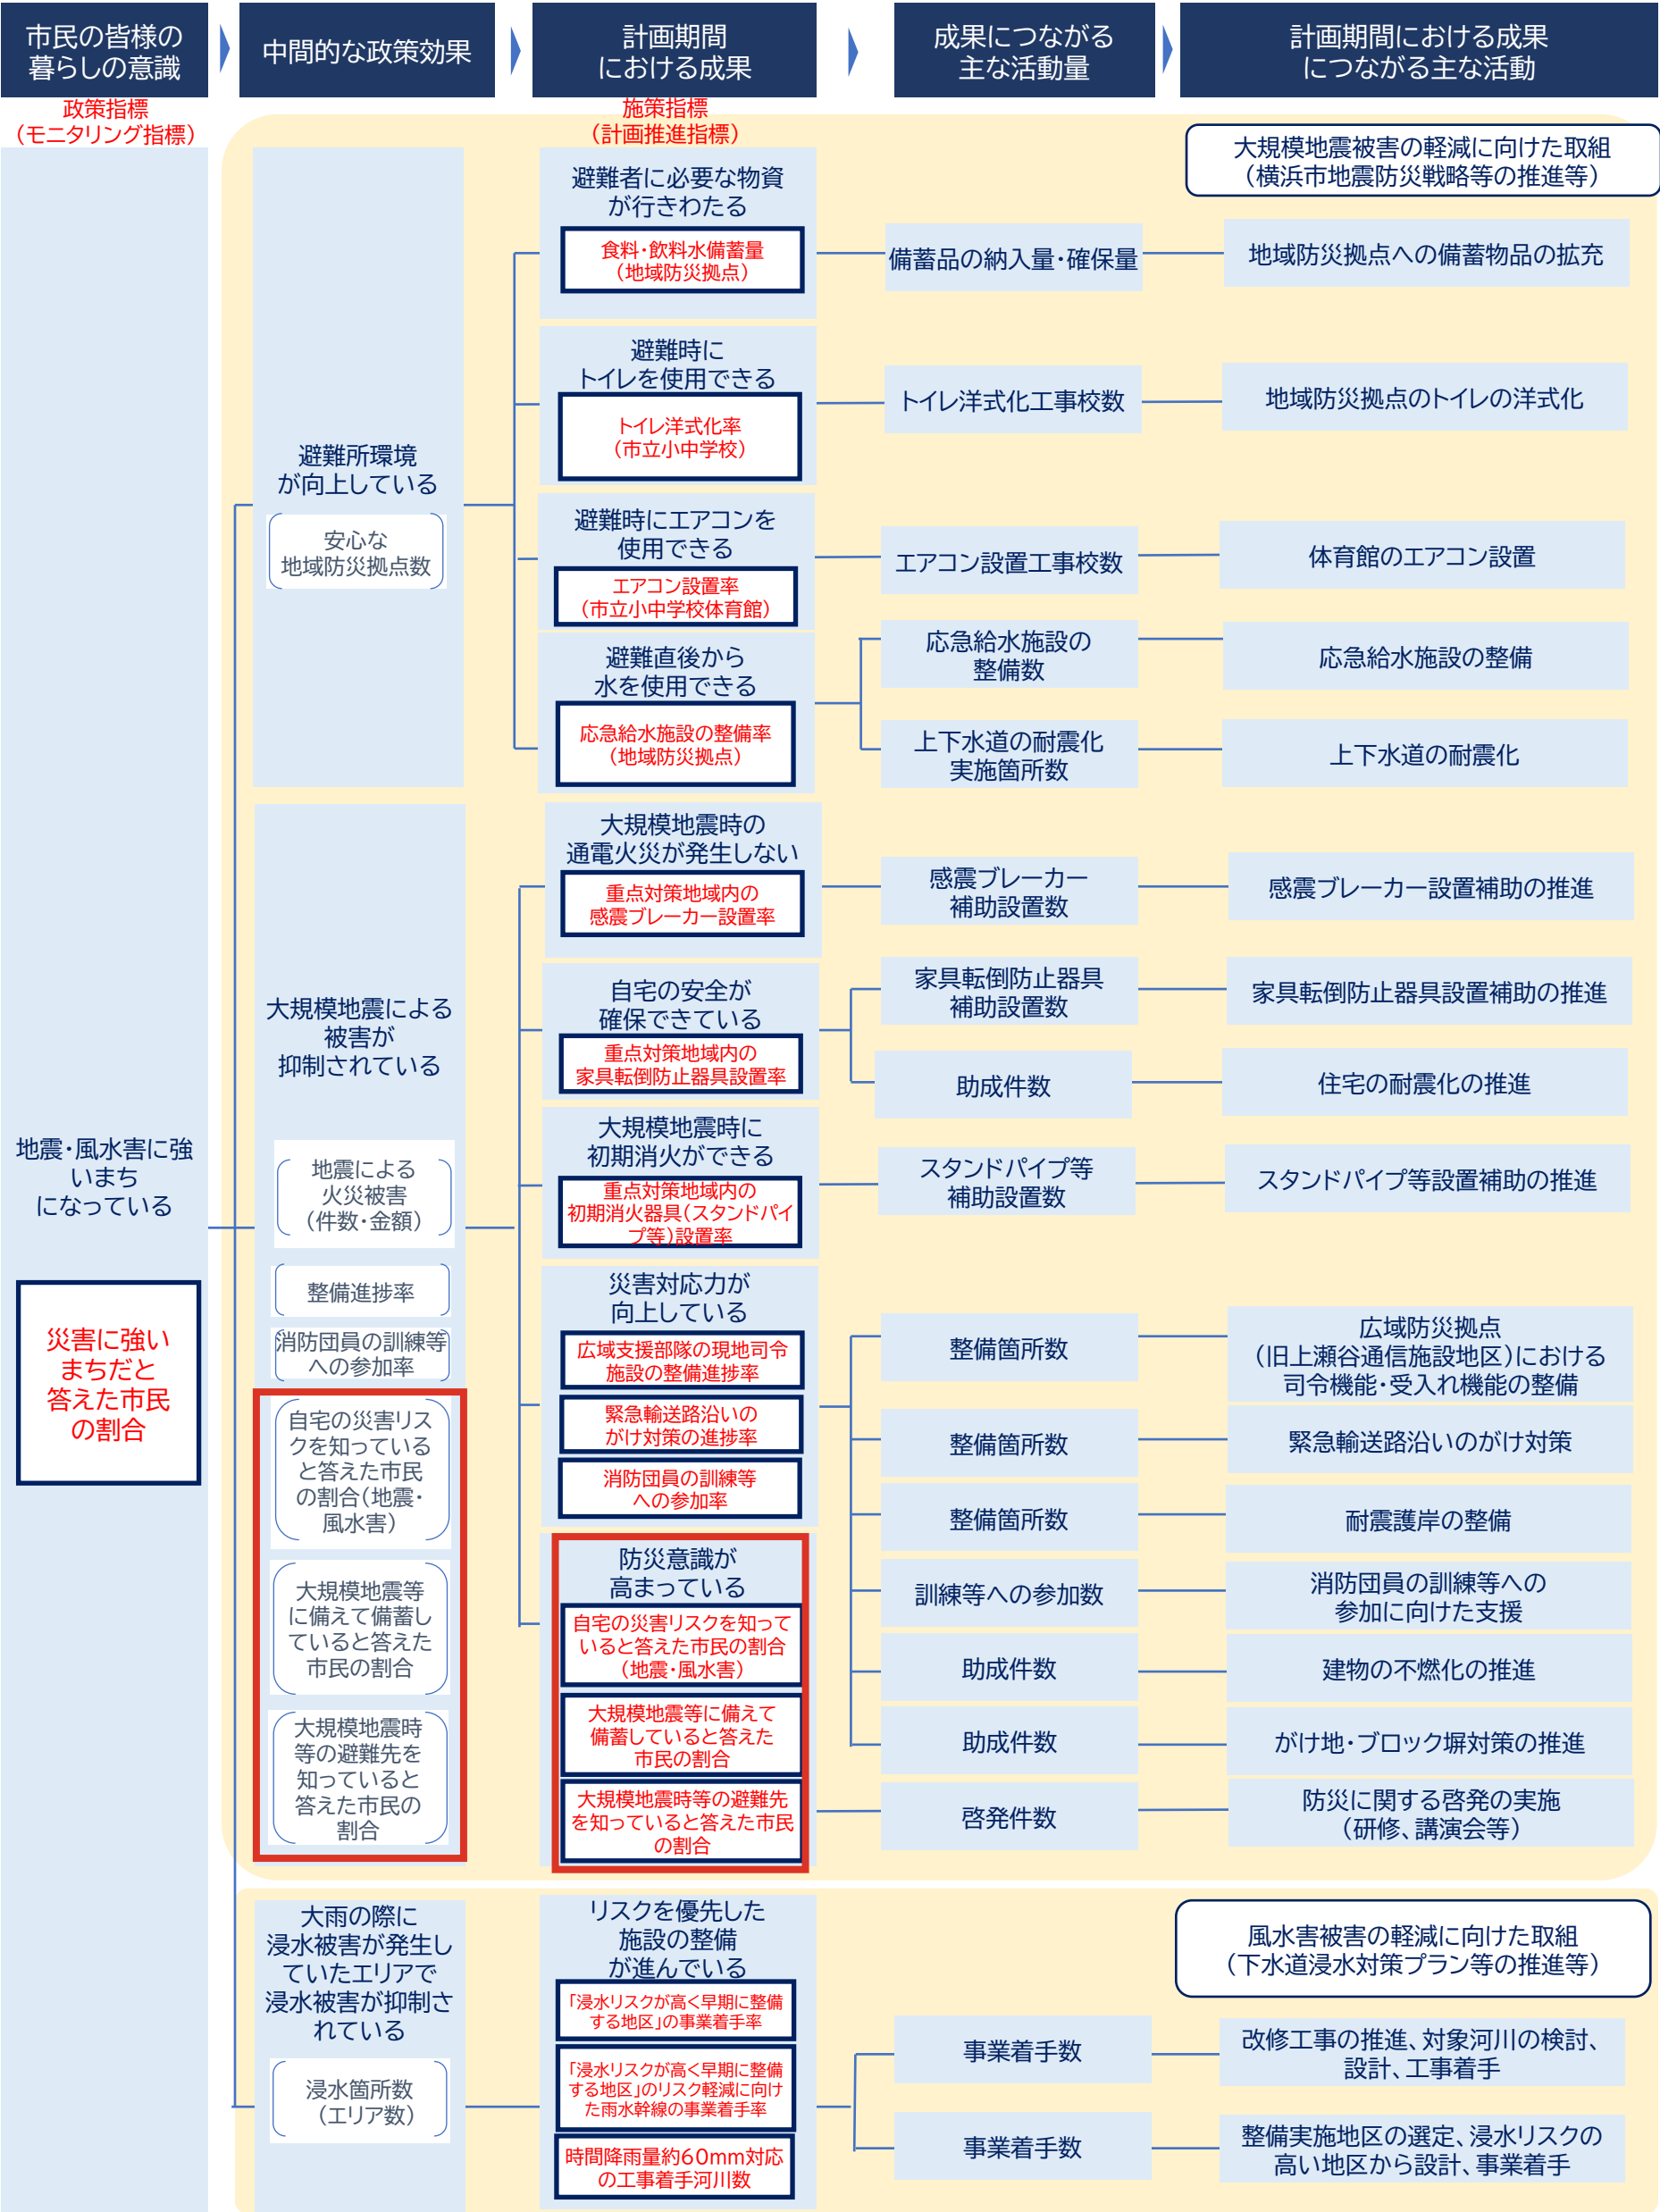 市民の皆様の
暮らしの意識
中間的な政策効果
計画期間
における成果
成果につながる
主な活動量
計画期間における成果
につながる主な活動
政策指標
（モニタリング指標）
施策指標
（計画推進指標）
大規模地震被害の軽減に向けた取組
（横浜市地震防災戦略等の推進等）
地震・風水害に強
いまち
になっている
災害に強い
まちだと
答えた市民
の割合
避難所環境
が向上している
安心な
地域防災拠点数
避難者に必要な物資
が行きわたる
食料・飲料水備蓄量
（地域防災拠点）
備蓄品の納入量・確保量
地域防災拠点への備蓄物品の拡充
避難時に
トイレを使用できる
トイレ洋式化率
（市立小中学校）
トイレ洋式化工事校数
地域防災拠点のトイレの洋式化
避難時にエアコンを
使用できる
エアコン設置率
（市立小中学校体育館）
エアコン設置工事校数
体育館のエアコン設置
避難直後から
水を使用できる
応急給水施設の整備率
（地域防災拠点）
応急給水施設の
整備数
応急給水施設の整備
上下水道の耐震化
実施箇所数
上下水道の耐震化
大規模地震による
被害が
抑制されている
地震による
火災被害
（件数・金額）
整備進捗率
消防団員の訓練等
への参加率
自宅の災害リス
クを知っている
と答えた市民
の割合（地震・
風水害）
大規模地震等
に備えて備蓄し
ていると答えた
市民の割合
大規模地震時
等の避難先を
知っていると
答えた市民の
割合
大規模地震時の
通電火災が発生しない
重点対策地域内の
感震ブレーカー設置率
感震ブレーカー
補助設置数
感震ブレーカー設置補助の推進
自宅の安全が
確保できている
重点対策地域内の
家具転倒防止器具設置率
家具転倒防止器具
補助設置数
家具転倒防止器具設置補助の推進
助成件数
住宅の耐震化の推進
大規模地震時に
初期消火ができる
重点対策地域内の
初期消火器具（スタンドパイ
プ等）設置率
スタンドパイプ等
補助設置数
スタンドパイプ等設置補助の推進
災害対応力が
向上している
広域支援部隊の現地司令
施設の整備進捗率
緊急輸送路沿いの
がけ対策の進捗率
消防団員の訓練等
への参加率
整備箇所数
広域防災拠点
（旧上瀬谷通信施設地区）における
司令機能・受入れ機能の整備
整備箇所数
緊急輸送路沿いのがけ対策
整備箇所数
耐震護岸の整備
訓練等への参加数
消防団員の訓練等への
参加に向けた支援
助成件数
建物の不燃化の推進
助成件数
がけ地・ブロック塀対策の推進
防災意識が
高まっている
自宅の災害リスクを知って
いると答えた市民の割合
（地震・風水害）
大規模地震等に備えて
備蓄していると答えた
市民の割合
大規模地震時等の避難先
を知っていると答えた市民
の割合
啓発件数
防災に関する啓発の実施
（研修、講演会等）
大雨の際に
浸水被害が発生し
ていたエリアで
浸水被害が抑制さ
れている
浸水箇所数
（エリア数）
リスクを優先した
施設の整備
が進んでいる
「浸水リスクが高く早期に整備
する地区」の事業着手率
「浸水リスクが高く早期に整備
する地区」のリスク軽減に向け
た雨水幹線の事業着手率
時間降雨量約60mm対応
の工事着手河川数
風水害被害の軽減に向けた取組
（下水道浸水対策プラン等の推進等）
事業着手数
改修工事の推進、対象河川の検討、
設計、工事着手
事業着手数
整備実施地区の選定、浸水リスクの
高い地区から設計、事業着手